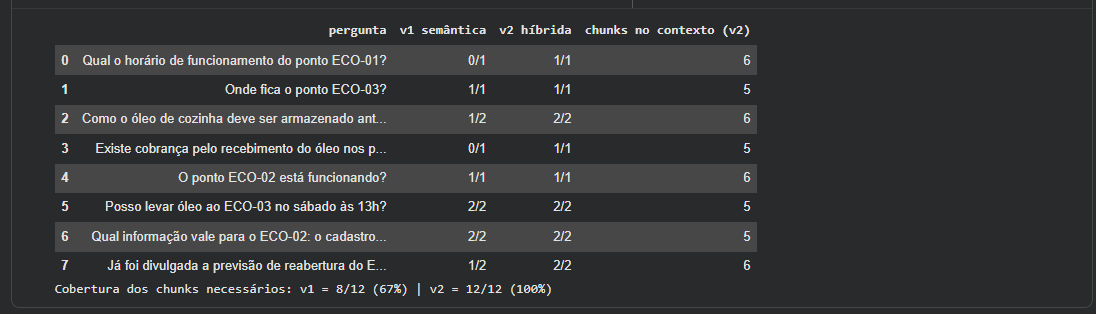 pergunta v1 semântica v2 híbrida chunks no contexto (v2)
0 Qual o horário de funcionamento do ponto ECO-01? 0/1 1/1 6
1 Onde fica o ponto ECO-03? 1/1 1/1 5
2 Como o óleo de cozinha deve ser armazenado ant... 1/2 2/2 6
3 Existe cobrança pelo recebimento do óleo nos p... 0/1 1/1 5
4 O ponto ECO-02 está funcionando? 1/1 1/1 6
5 Posso levar óleo ao ECO-03 no sábado às 13h? 2/2 2/2 5
6 Qual informação vale para o ECO-02: o cadastro... 2/2 2/2 5
7 Já foi divulgada a previsão de reabertura do E... 1/2 2/2 6
Cobertura dos chunks necessários: v1 = 8/12 (67%) | v2 = 12/12 (100%)